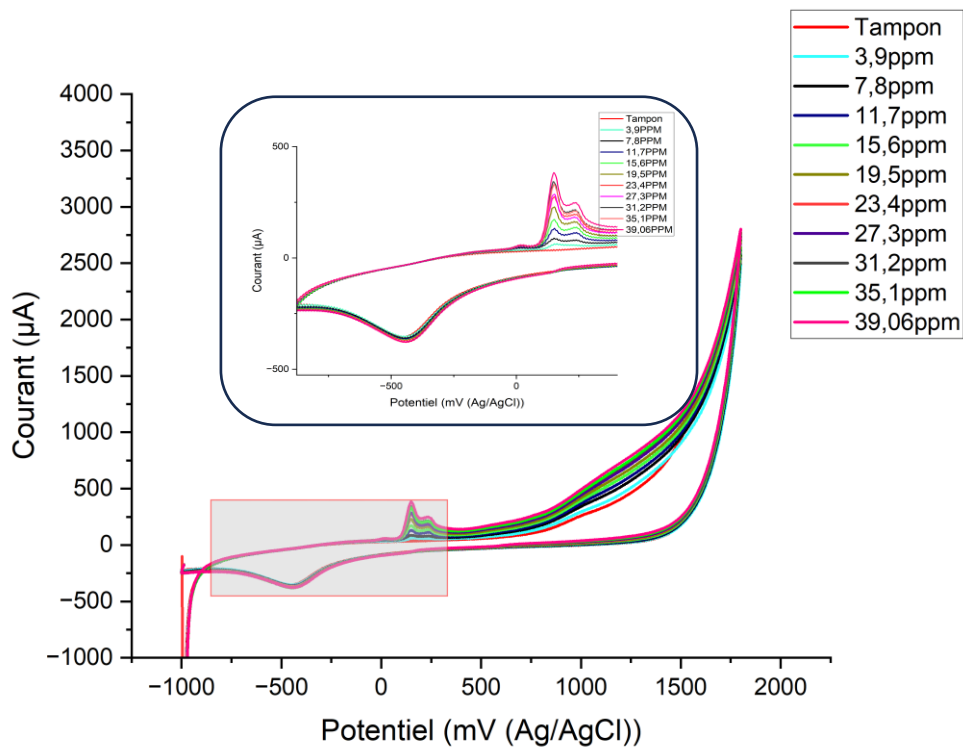 Tampon
3,9ppm
7,8ppm
11,7ppm
15,6ppm
19,5ppm
23,4ppm
27,3ppm
31,2ppm
35,1ppm
39,06ppm
4000
3500
3000
2500
2000
1500
1000
500
0
−500
−1000
Courant (µA)
−1000 −500 0 500 1000 1500 2000
Potentiel (mV (Ag/AgCl))
Tampon
3,9PPM
7,8PPM
11,7PPM
15,6PPM
19,5PPM
23,4PPM
27,3PPM
31,2PPM
35,1PPM
39,06PPM
500
0
−500
Courant (µA)
−500 0
Potentiel (mV (Ag/AgCl))